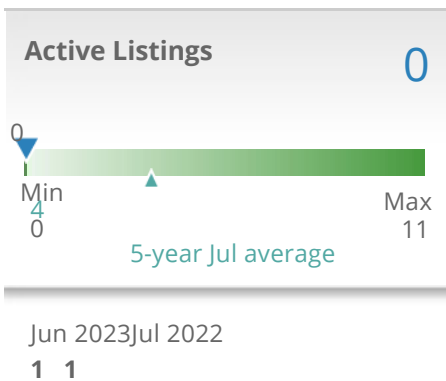 Active Listings
0
0
Min
Max
4
0
11
5-year Jul average
Jun 2023Jul 2022
1 1